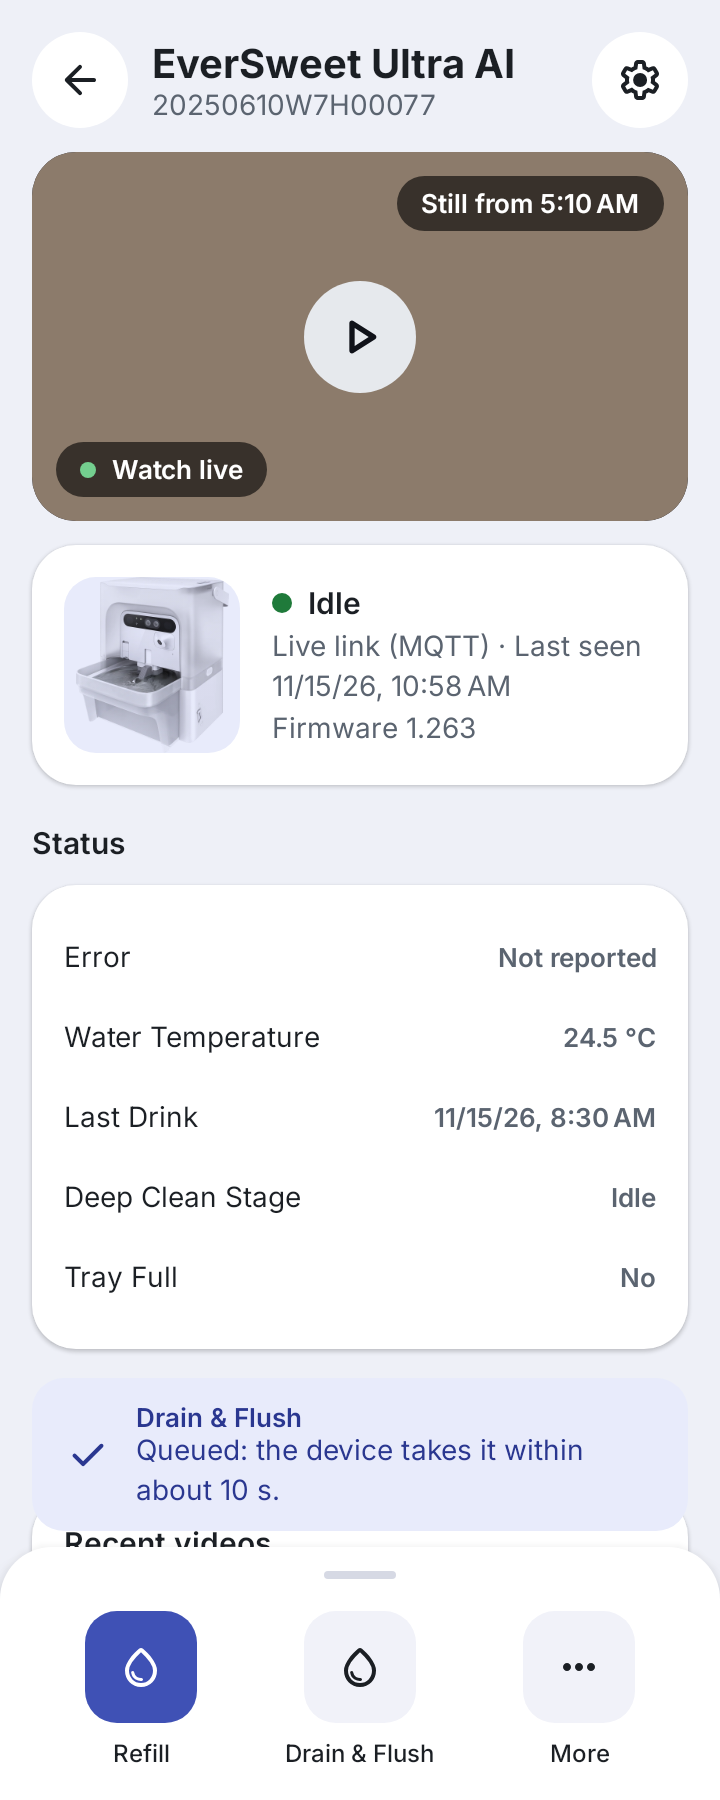 EverSweet Ultra AI
20250610W7H00077
Still from 5:10 AM
Watch live
Idle
Live link (MQTT) · Last seen
11/15/26, 10:58 AM
Firmware 1.263
Status
Error Not reported
Water Temperature 24.5 °C
Last Drink 11/15/26, 8:30 AM
Deep Clean Stage Idle
Tray Full No
Drain & Flush
Queued: the device takes it within
about 10 s.
Recent videos
Refill Drain & Flush More